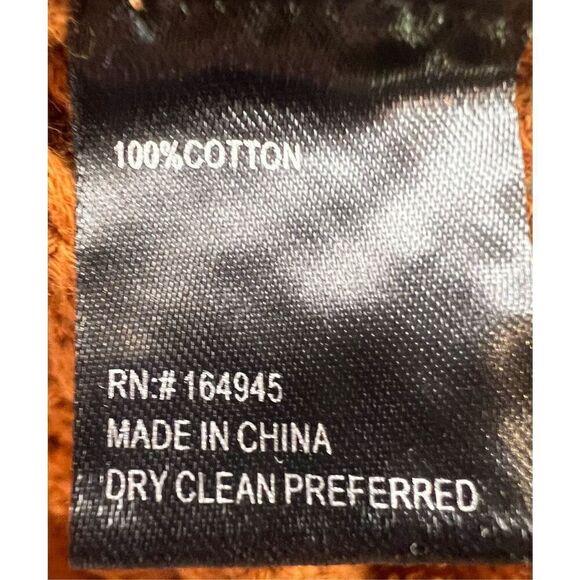 100%COTTON
RN:# 164945
MADE IN CHINA
DRY CLEAN PREFERRED